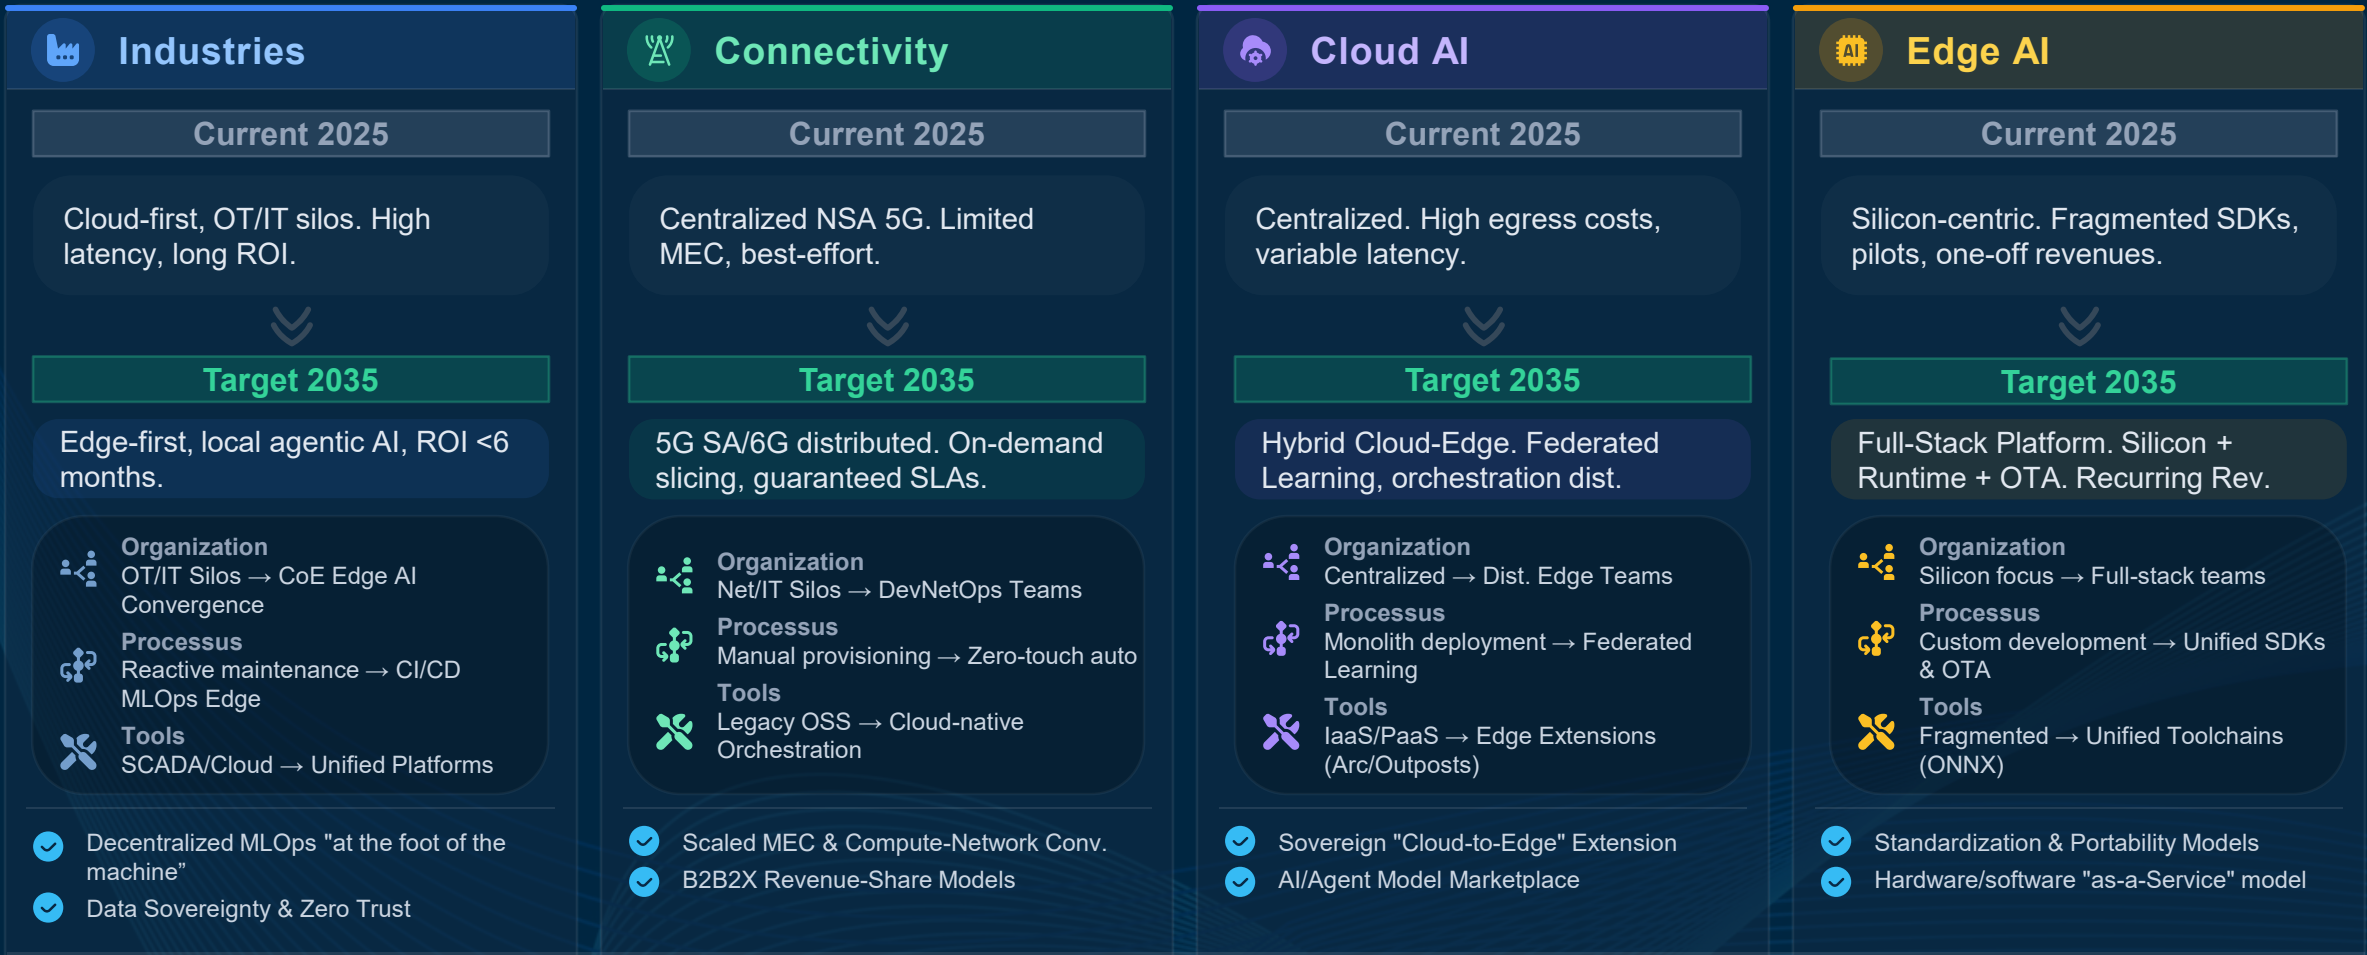 Industries
Current 2025
Cloud-first, OT/IT silos. High
latency, long ROI.
Target 2035
Edge-first, local agentic AI, ROI <6
months.
Organization
OT/IT Silos → CoE Edge AI
Convergence
Processus
Reactive maintenance → CI/CD
MLOps Edge
Tools
SCADA/Cloud → Unified Platforms
Decentralized MLOps "at the foot of the
machine”
Data Sovereignty & Zero Trust
Connectivity
Current 2025
Centralized NSA 5G. Limited
MEC, best-effort.
Target 2035
5G SA/6G distributed. On-demand
slicing, guaranteed SLAs.
Organization
Net/IT Silos → DevNetOps Teams
Processus
Manual provisioning → Zero-touch auto
Tools
Legacy OSS → Cloud-native
Orchestration
Scaled MEC & Compute-Network Conv.
B2B2X Revenue-Share Models
Cloud AI
Current 2025
Centralized. High egress costs,
variable latency.
Target 2035
Hybrid Cloud-Edge. Federated
Learning, orchestration dist.
Organization
Centralized → Dist. Edge Teams
Processus
Monolith deployment → Federated
Learning
Tools
IaaS/PaaS → Edge Extensions
(Arc/Outposts)
Sovereign "Cloud-to-Edge" Extension
AI/Agent Model Marketplace
AI
Edge AI
Current 2025
Silicon-centric. Fragmented SDKs,
pilots, one-off revenues.
Target 2035
Full-Stack Platform. Silicon +
Runtime + OTA. Recurring Rev.
Organization
Silicon focus → Full-stack teams
Processus
Custom development → Unified SDKs
& OTA
Tools
Fragmented → Unified Toolchains
(ONNX)
Standardization & Portability Models
Hardware/software "as-a-Service" model